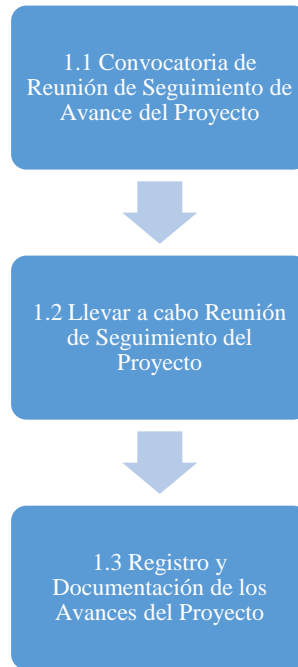 1.1 Convocatoria de
Reunión de Seguimiento de
Avance del Proyecto
1.2 Llevar a cabo Reunión
de Seguimiento del
Proyecto
1.3 Registro y
Documentación de los
Avances del Proyecto